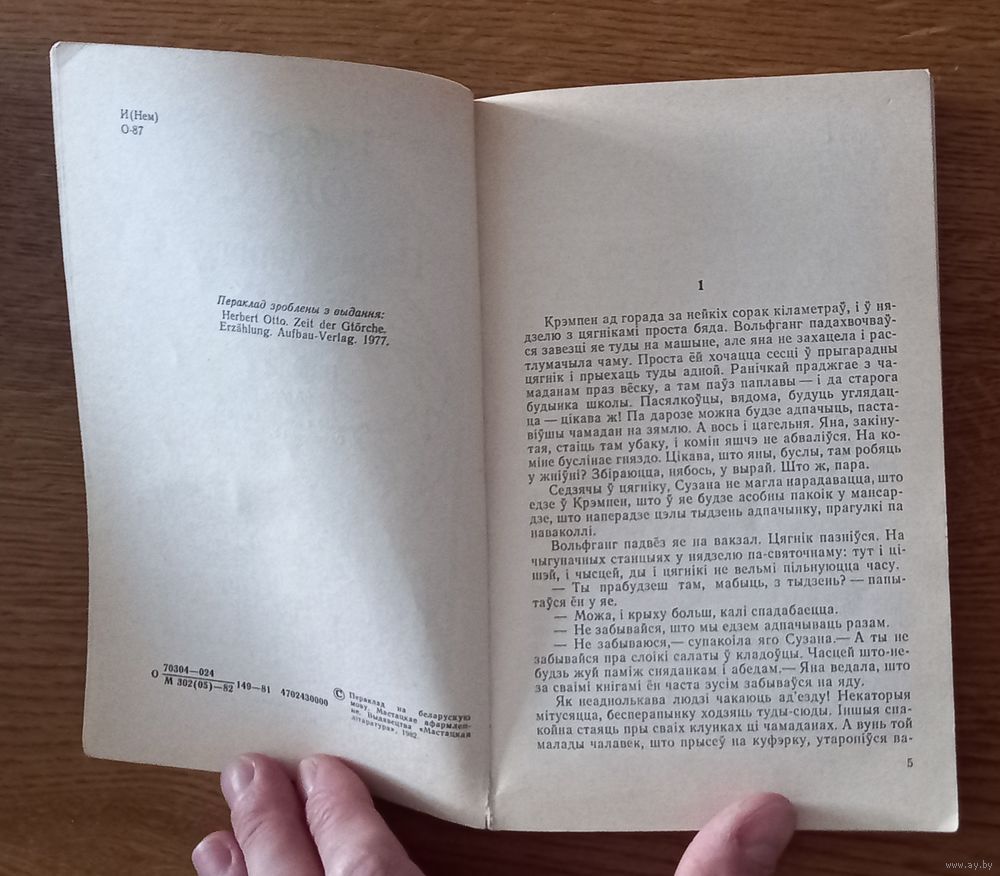 И(Нем)
О-87
Пераклад зроблены з выдання:
Herbert Otto. Zeit der Gtörche.
Erzählung. Aufbau-Verlag. 1977.
О 70304—024
М 302(05)—82 149—81 4702430000
© Пераклад на беларускую
мову. Мастацкае афармлен-
не. Выдавецтва «Мастацкая
літаратура», 1982.
1
Крэмпен ад горада за нейкіх сорак кіламетраў, і ў ня-
дзелю з цягнікамі проста бяда. Вольфганг падахвочваў-
ся завезці яе туды на машыне, але яна не захацела і рас-
тлумачыла чаму. Проста ёй хочацца сесці ў прыгарадны
цягнік і прыехаць туды адной. Ранічкай праджгае з ча-
маданам праз вёску, а там паўз паплавы — і да старога
будынка школы. Пасялкоўцы, вядома, будуць углядац-
ца — цікава ж! Па дарозе можна будзе адпачыць, паста-
віўшы чамадан на зямлю. А вось і цагельня. Яна, закіну-
тая, стаіць там убаку, і комін яшчэ не абваліўся. На ко-
міне буслінае гняздо. Цікава, што яны, буслы, там робяць
у жніўні? Збіраюцца, нябось, у вырай. Што ж, пара.
Седзячы ў цягніку, Сузана не магла нарадавацца, што
едзе ў Крэмпен, што ў яе будзе асобны пакоік у мансар-
дзе, што наперадзе цэлы тыдзень адпачынку, прагулкі па
наваколлі.
Вольфганг падвёз яе на вакзал. Цягнік пазніўся. На
чыгуначных станцыях у нядзелю па-святочнаму: тут і ці-
шэй, і чысцей, ды і цягнікі не вельмі пільнуюцца часу.
— Ты прабудзеш там, мабыць, з тыдзень? — папы-
таўся ён у яе.
— Можа, і крыху больш, калі спадабаецца.
— Не забывайся, што мы едзем адпачываць разам.
— Не забываюся, — супакоіла яго Сузана. — А ты не
забывайся пра слоікі салаты ў кладоўцы. Часцей што-не-
будзь жуй паміж сняданкам і абедам. — Яна ведала, што
за сваімі кнігамі ён часта зусім забываўся на яду.
Як неаднолькава людзі чакаюць ад'езду! Некаторыя
мітусяцца, бесперапынку ходзяць туды-сюды. Іншыя спа-
койна стаяць пры сваіх клунках ці чамаданах. А вунь той
малады чалавек, што прысеў на куфэрку, утаропіўся ва-
5
www.ay.by